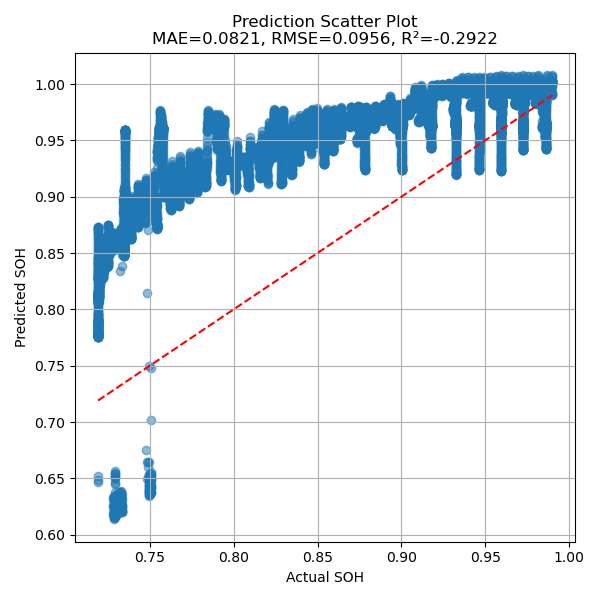 Prediction Scatter Plot
MAE=0.0821, RMSE=0.0956, R²=-0.2922
Predicted SOH
1.00
0.95
0.90
0.85
0.80
0.75
0.70
0.65
0.60
0.75 0.80 0.85 0.90 0.95 1.00
Actual SOH